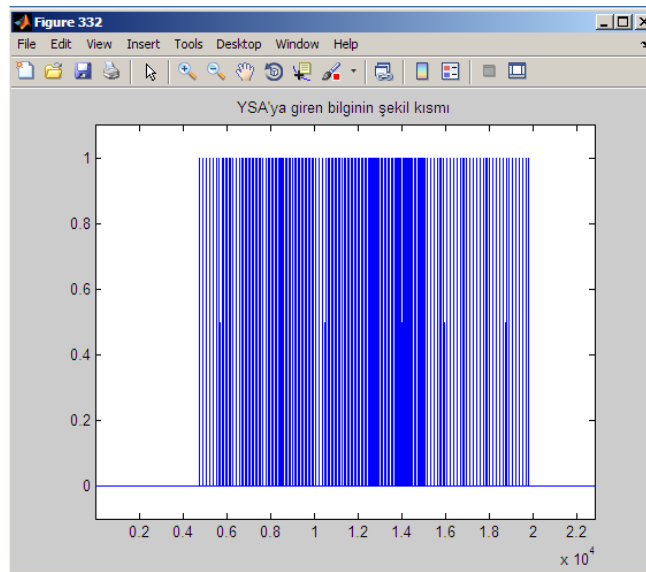 Figure 332
File Edit View Insert Tools Desktop Window Help
YSA'ya giren bilginin şekil kısmı
1
0.8
0.6
0.4
0.2
0
0.2 0.4 0.6 0.8 1 1.2 1.4 1.6 1.8 2 2.2
x 10⁴